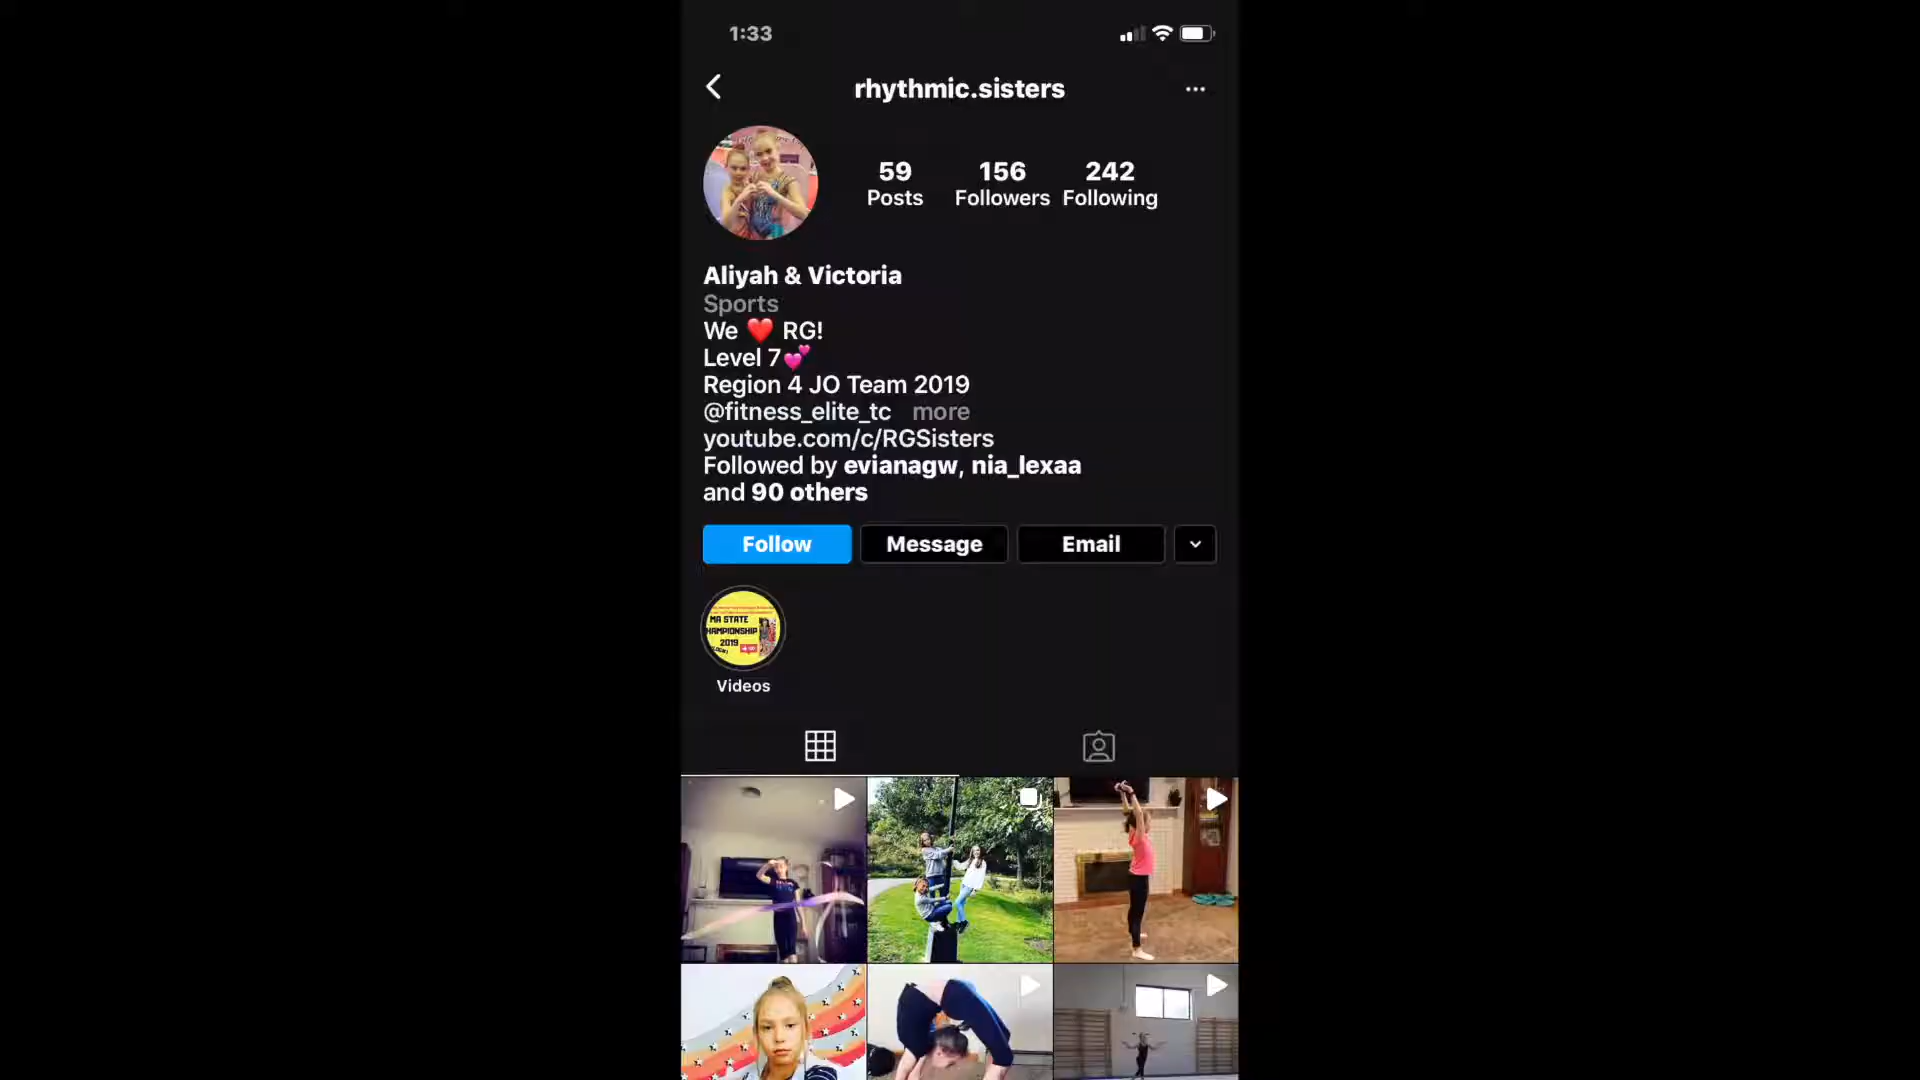 1:33
rhythmic.sisters
59 156 242
Posts Followers Following
Aliyah & Victoria
Sports
We ❤️ RG!
Level 7💕
Region 4 JO Team 2019
@fitness_elite_tc more
youtube.com/c/RGSisters
Followed by evianagw, nia_lexaa
and 90 others
Follow Message Email
MA STATE
HAMPIONSHIP
2019
Videos